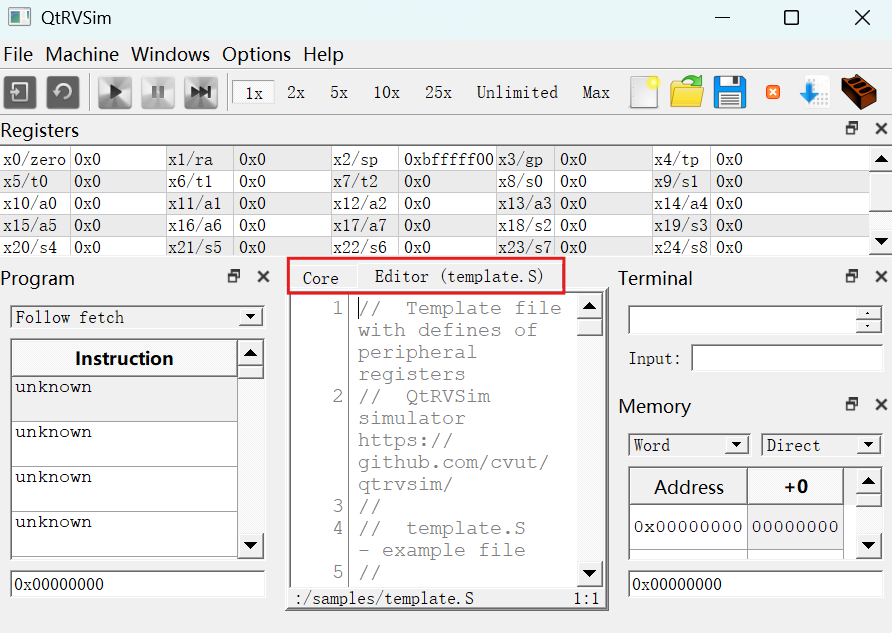 QtRVSim
File Machine Windows Options Help
1x 2x 5x 10x 25x Unlimited Max
Registers
x0/zero 0x0 x1/ra 0x0 x2/sp 0xbfffff00 x3/gp 0x0 x4/tp 0x0
x5/t0 0x0 x6/t1 0x0 x7/t2 0x0 x8/s0 0x0 x9/s1 0x0
x10/a0 0x0 x11/a1 0x0 x12/a2 0x0 x13/a3 0x0 x14/a4 0x0
x15/a5 0x0 x16/a6 0x0 x17/a7 0x0 x18/s2 0x0 x19/s3 0x0
x20/s4 0x0 x21/s5 0x0 x22/s6 0x0 x23/s7 0x0 x24/s8 0x0
Program
Follow fetch
Instruction
unknown
unknown
unknown
unknown
0x00000000
Core Editor (template.S)
1 // Template file
with defines of
peripheral
registers
2 // QtRVSim
simulator
https://
github.com/cvut/
qtrvsim/
3 //
4 // template.S
- example file
5 //
:/samples/template.S 1:1
Terminal
Input:
Memory
Word Direct
Address +0
0x00000000 00000000
0x00000000